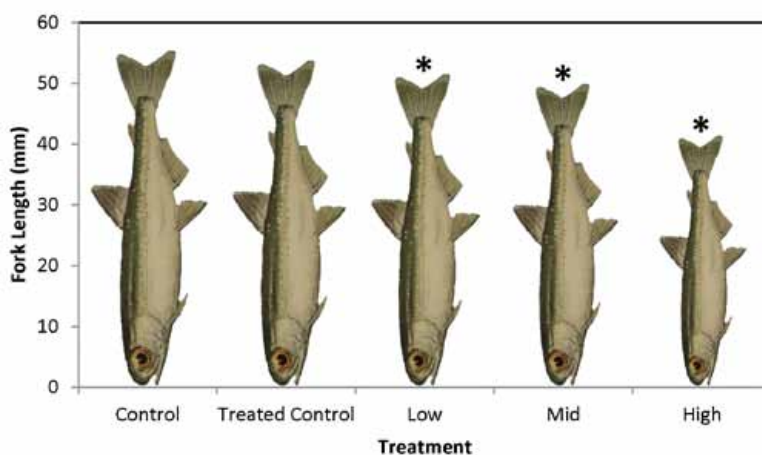 60
50
40
30
20
10
0
Fork Length (mm)
* * *
Control Treated Control Low Mid High
Treatment